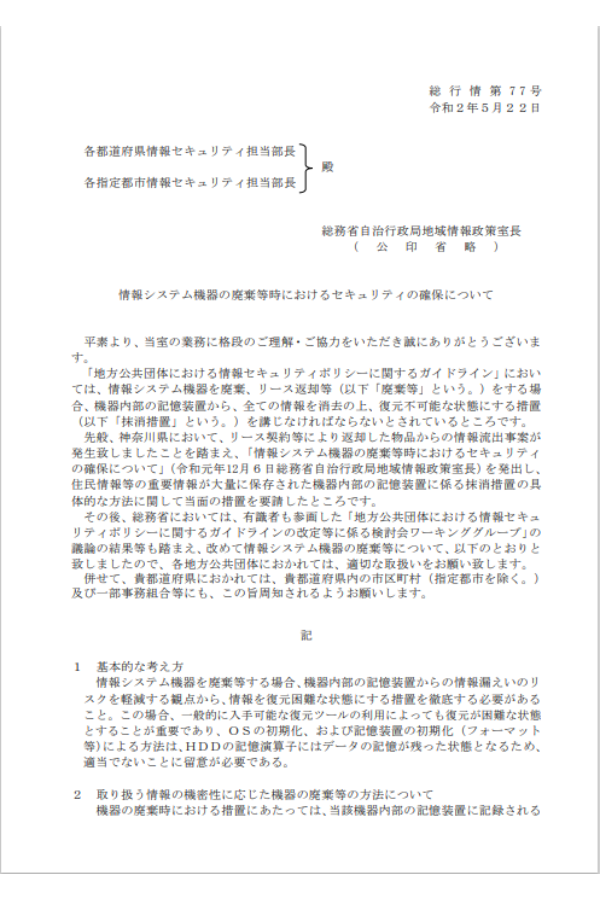 総 行 情 第 ７７号
令和２年５月２２日
各都道府県情報セキュリティ担当部長
殿
各指定都市情報セキュリティ担当部長
総務省自治行政局地域情報政策室長
（ 公 印 省 略 ）
情報システム機器の廃棄等時におけるセキュリティの確保について
平素より、当室の業務に格段のご理解・ご協力をいただき誠にありがとうございま
す。
「地方公共団体における情報セキュリティポリシーに関するガイドライン」におい
ては、情報システム機器を廃棄、リース返却等（以下「廃棄等」という。）をする場
合、機器内部の記憶装置から、全ての情報を消去の上、復元不可能な状態にする措置
（以下「抹消措置」という。）を講じなければならないとされているところです。
先般、神奈川県において、リース契約等により返却した物品からの情報流出事案が
発生致しましたことを踏まえ、「情報システム機器の廃棄等時におけるセキュリティ
の確保について」（令和元年12月６日総務省自治行政局地域情報政策室長）を発出し、
住民情報等の重要情報が大量に保存された機器内部の記憶装置に係る抹消措置の具
体的な方法に関して当面の措置を要請したところです。
その後、総務省においては、有識者も参画した「地方公共団体における情報セキュ
リティポリシーに関するガイドラインの改定等に係る検討会ワーキンググループ」の
議論の結果等も踏まえ、改めて情報システム機器の廃棄等について、以下のとおりと
致しましたので、各地方公共団体におかれては、適切な取扱いをお願い致します。
併せて、貴都道府県におかれては、貴都道府県内の市区町村（指定都市を除く。）
及び一部事務組合等にも、この旨周知されるようお願いします。
記
１ 基本的な考え方
情報システム機器を廃棄等する場合、機器内部の記憶装置からの情報漏えいのリ
スクを軽減する観点から、情報を復元困難な状態にする措置を徹底する必要がある
こと。この場合、一般的に入手可能な復元ツールの利用によっても復元が困難な状態
とすることが重要であり、ＯＳの初期化、および記憶装置の初期化（フォーマット
等）による方法は、ＨＤＤの記憶演算子にはデータの記憶が残った状態となるため、
適当でないことに留意が必要である。
２ 取り扱う情報の機密性に応じた機器の廃棄等の方法について
機器の廃棄時における措置にあたっては、当該機器内部の記憶装置に記録される